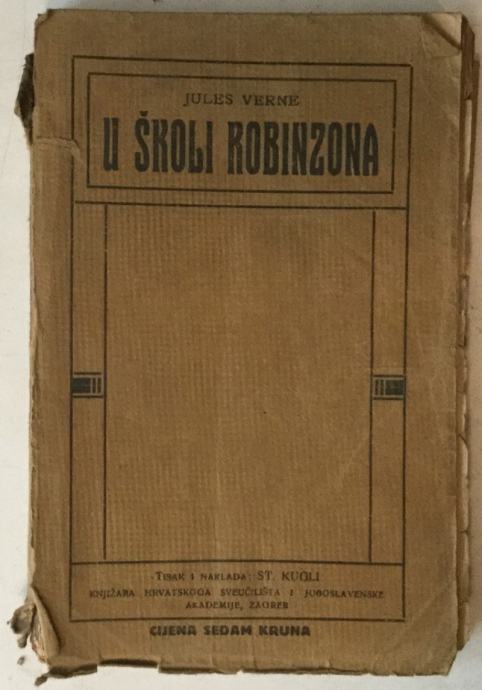 JULES VERNE
U ŠKOLI ROBINZONA
TISAK I NAKLADA: ST. KUGLI
KNJIŽARA HRVATSKOGA SVEUČILIŠTA I JUGOSLAVENSKE
AKADEMIJE, ZAGREB
CIJENA SEDAM KRUNA